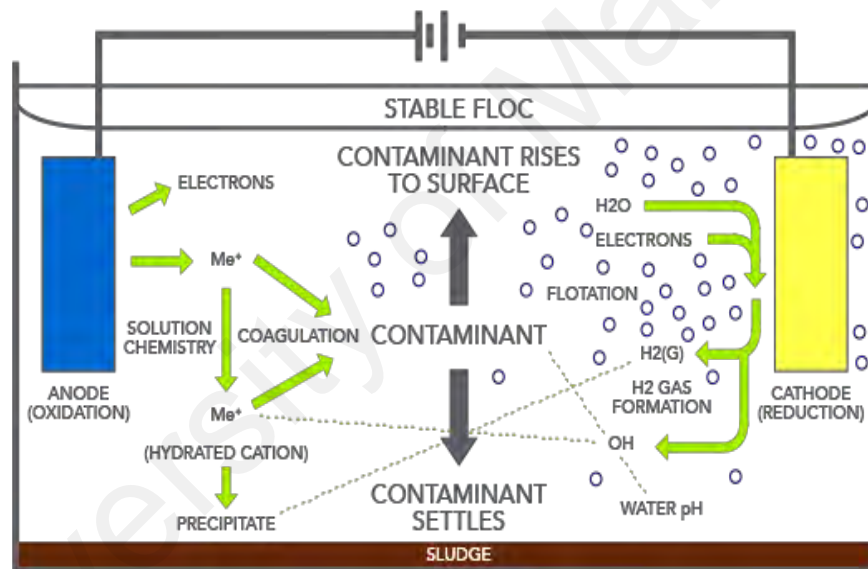 STABLE FLOC
CONTAMINANT RISES
TO SURFACE
ELECTRONS
H2O
ELECTRONS
Me⁺
FLOTATION
SOLUTION
CHEMISTRY
COAGULATION
CONTAMINANT
H2(G)
ANODE
(OXIDATION)
H2 GAS
FORMATION
CATHODE
(REDUCTION)
Me⁺
OH
(HYDRATED CATION)
CONTAMINANT
SETTLES
WATER pH
PRECIPITATE
SLUDGE